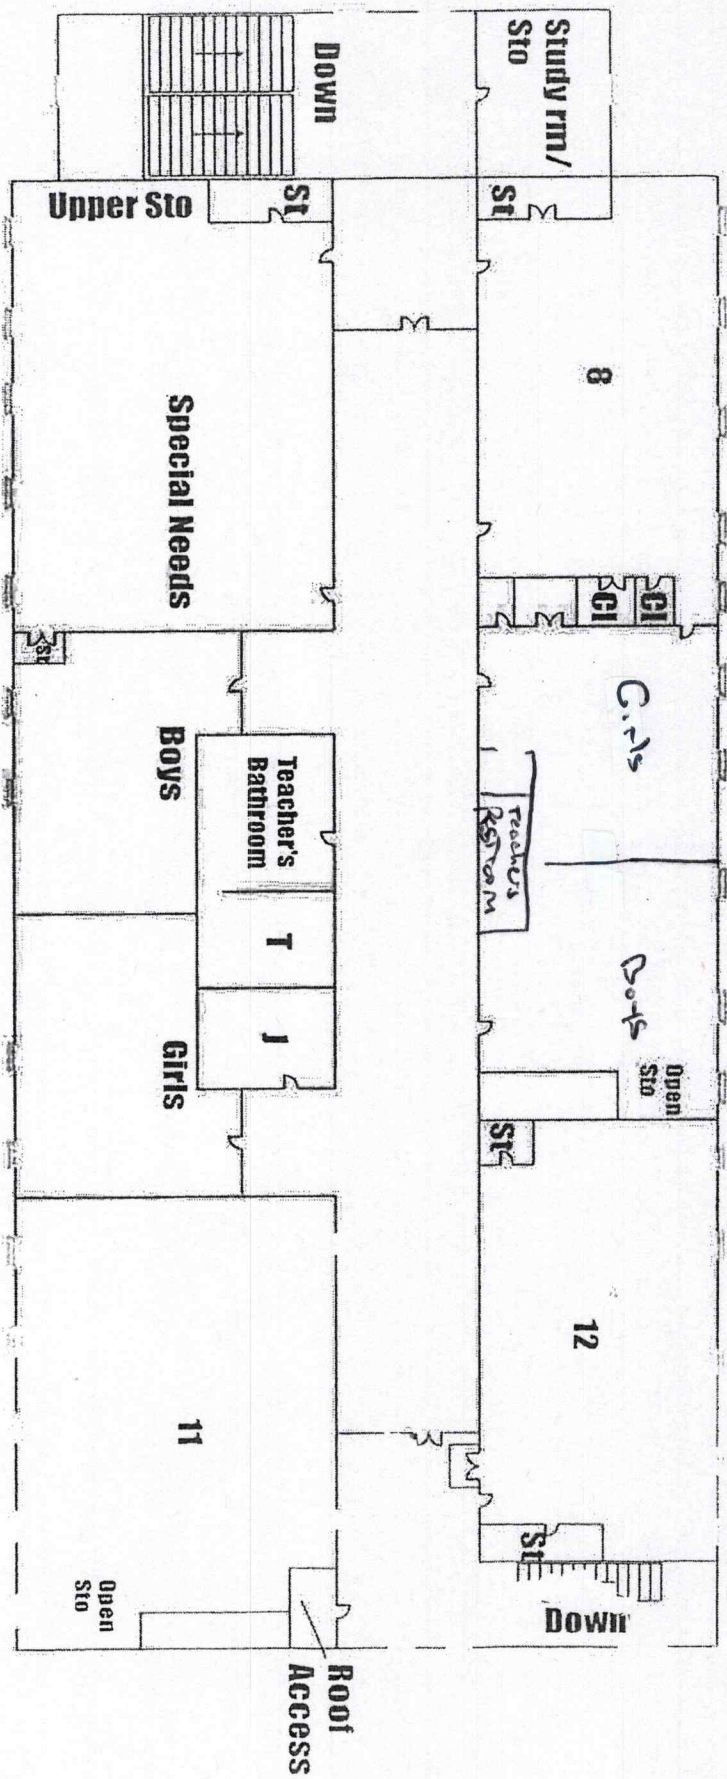 Down
Study rm/
Sto
Upper Sto
St
St
8
Special Needs
Cl
Cl
St
Girls
Boys
Teacher's
Bathroom
Teacher's
Restroom
T
Boys
J
Open
Sto
Girls
St
12
11
St
Open
Sto
Down
Roof
Access